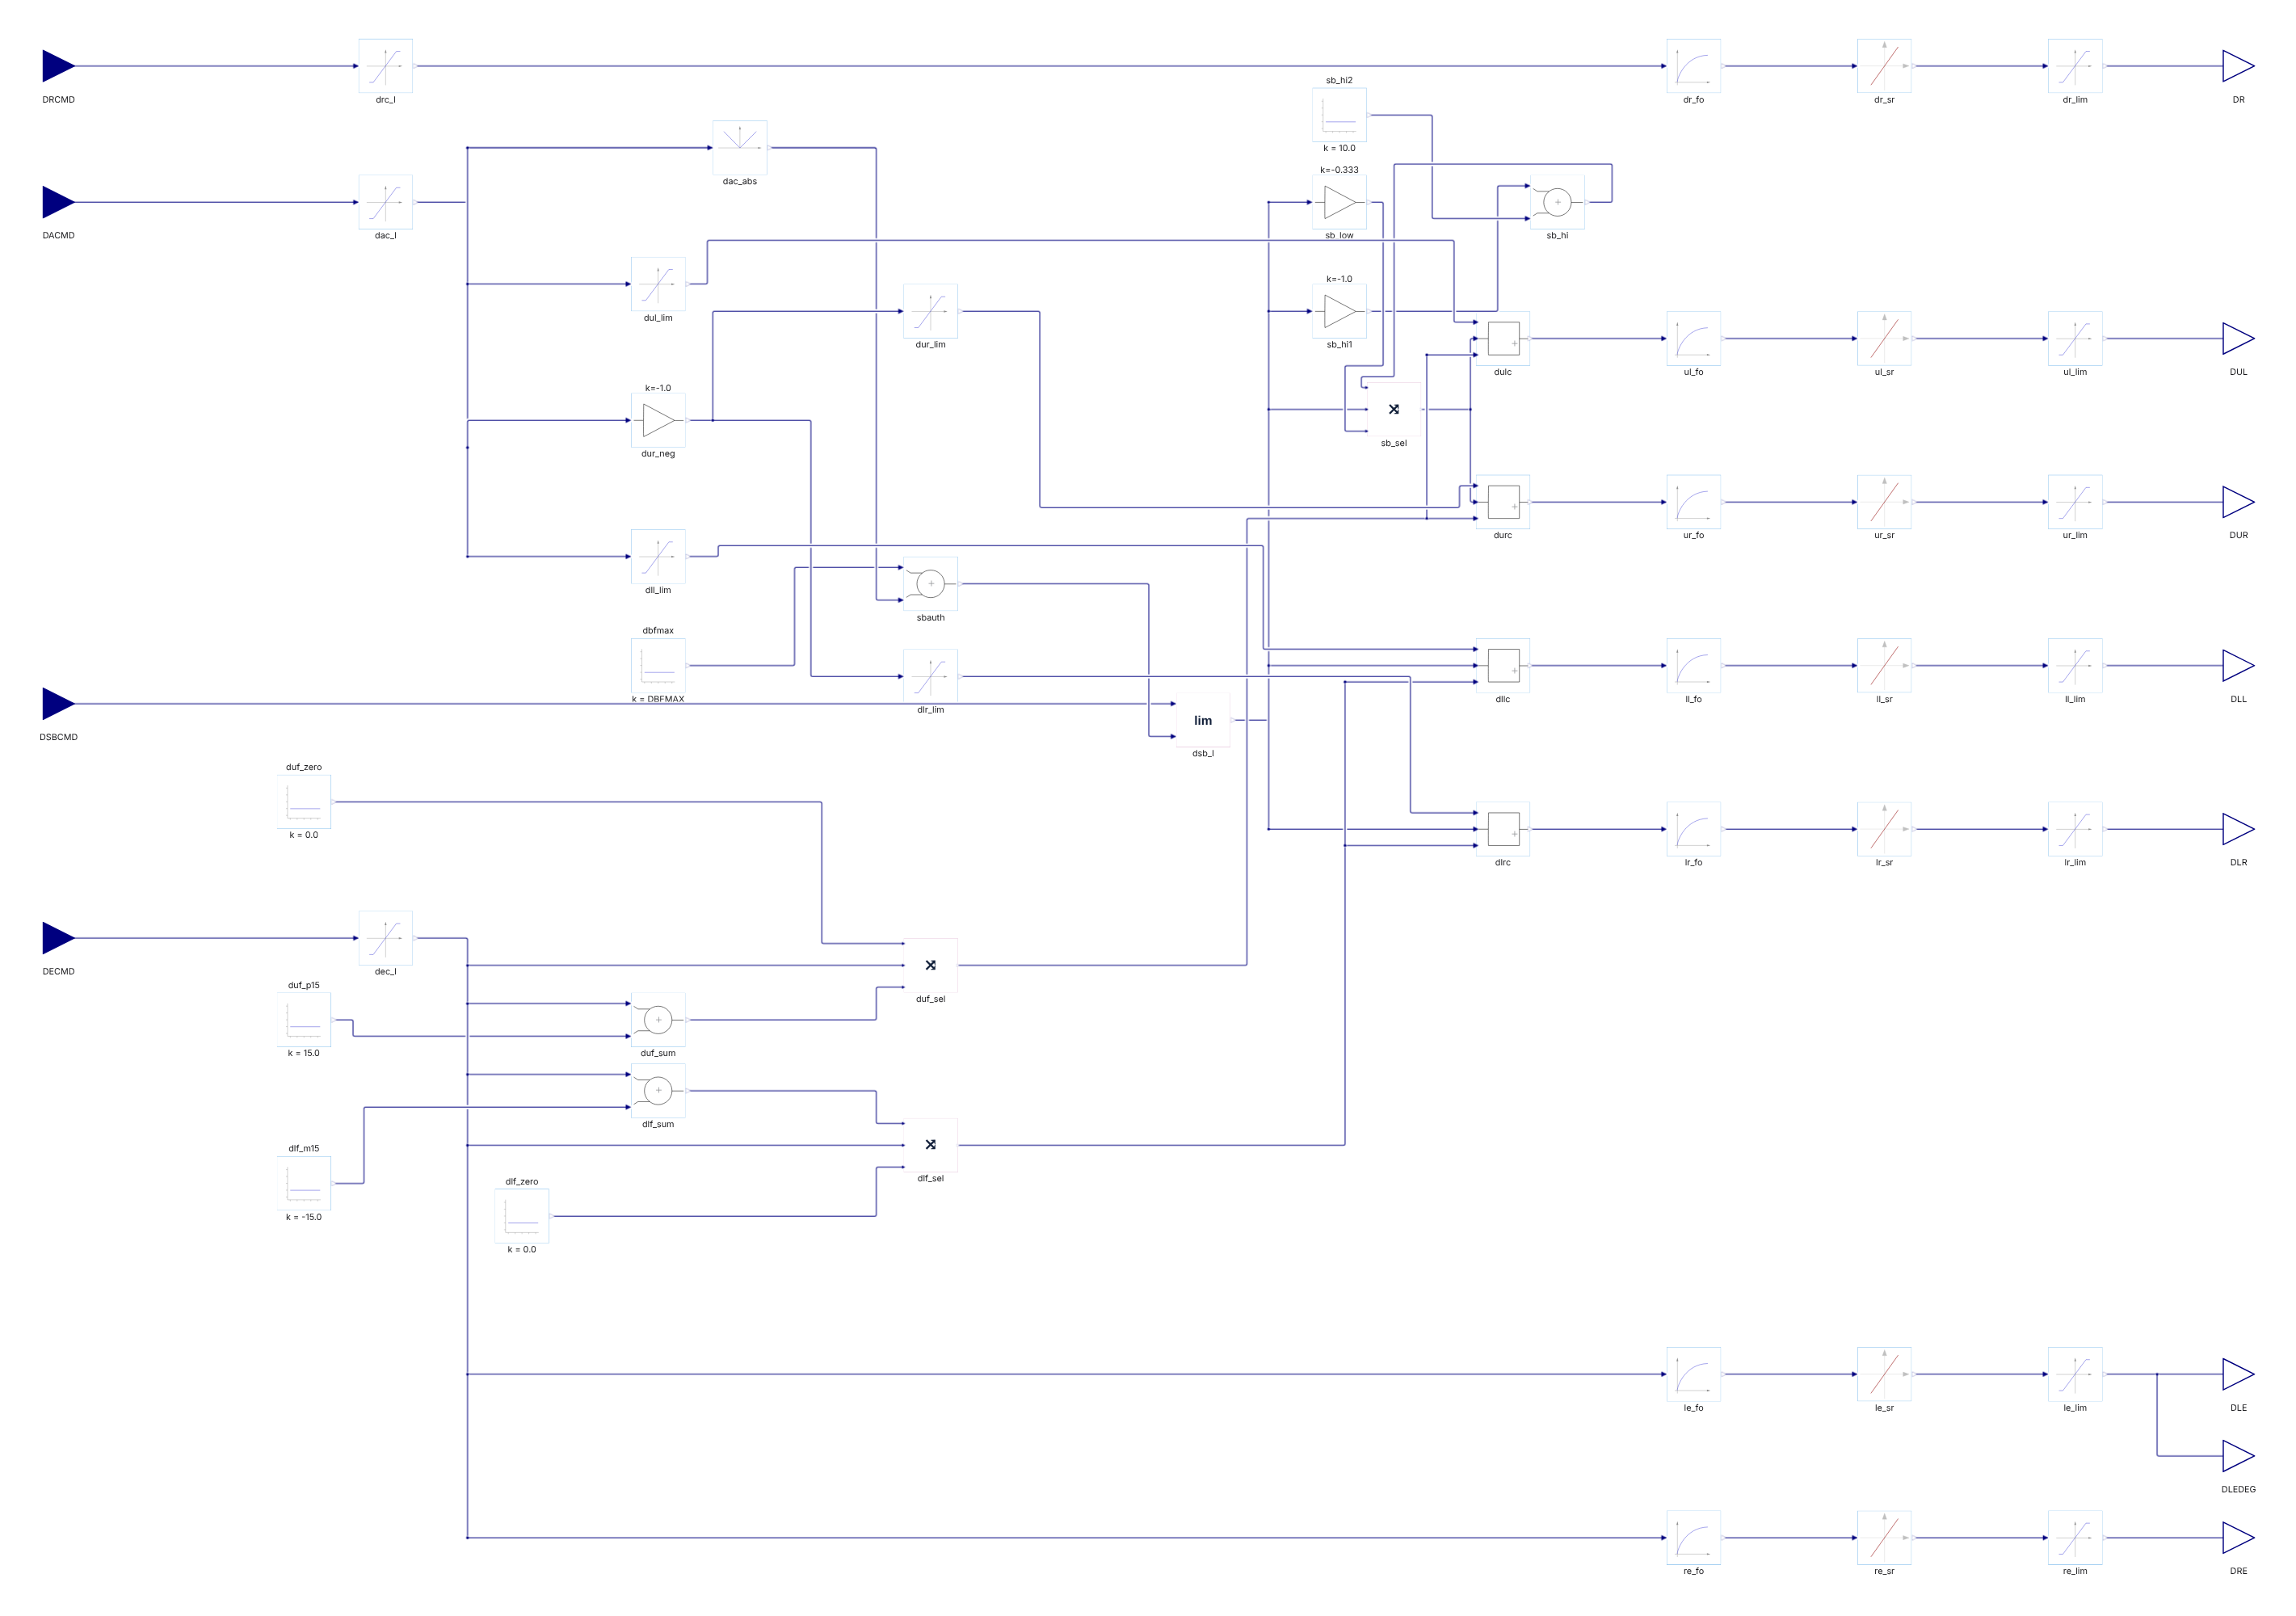 DRCMD
drc_l
sb_hi2
k = 10.0
dr_fo
dr_sr
dr_lim
DR
DACMD
dac_l
dac_abs
k=-0.333
sb_low
sb_hi
dul_lim
dur_lim
k=-1.0
sb_hi1
dulc
ul_fo
ul_sr
ul_lim
DUL
k=-1.0
dur_neg
sb_sel
durc
ur_fo
ur_sr
ur_lim
DUR
dll_lim
sbauth
dbfmax
k = DBFMAX
dlr_lim
dllc
ll_fo
ll_sr
ll_lim
DLL
DSBCMD
lim
dsb_l
duf_zero
k = 0.0
dlrc
lr_fo
lr_sr
lr_lim
DLR
DECMD
dec_l
duf_sel
duf_p15
k = 15.0
duf_sum
dlf_sum
dlf_m15
k = -15.0
dlf_sel
dlf_zero
k = 0.0
le_fo
le_sr
le_lim
DLE
DLEDEG
re_fo
re_sr
re_lim
DRE